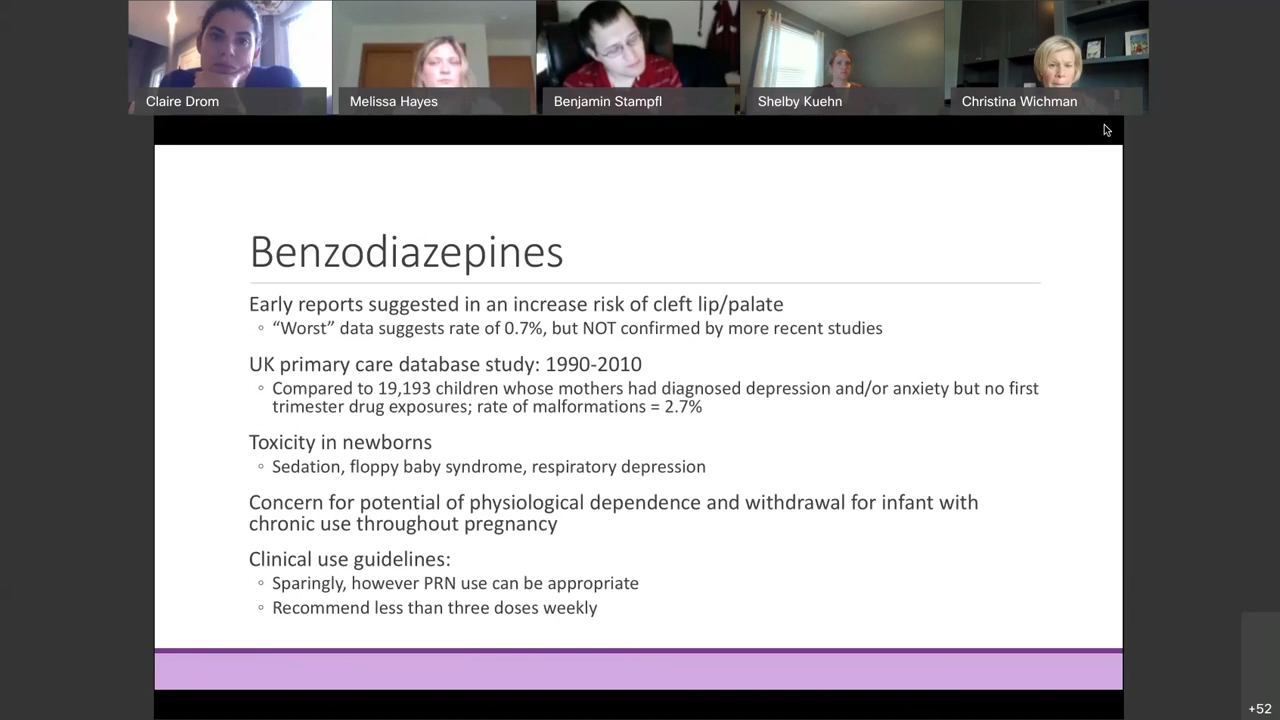 Claire Drom
Melissa Hayes
Benjamin Stampfl
Shelby Kuehn
Christina Wichman
Benzodiazepines
Early reports suggested in an increase risk of cleft lip/palate
◦ “Worst” data suggests rate of 0.7%, but NOT confirmed by more recent studies
UK primary care database study: 1990-2010
◦ Compared to 19,193 children whose mothers had diagnosed depression and/or anxiety but no first
trimester drug exposures; rate of malformations = 2.7%
Toxicity in newborns
◦ Sedation, floppy baby syndrome, respiratory depression
Concern for potential of physiological dependence and withdrawal for infant with
chronic use throughout pregnancy
Clinical use guidelines:
◦ Sparingly, however PRN use can be appropriate
◦ Recommend less than three doses weekly
+52